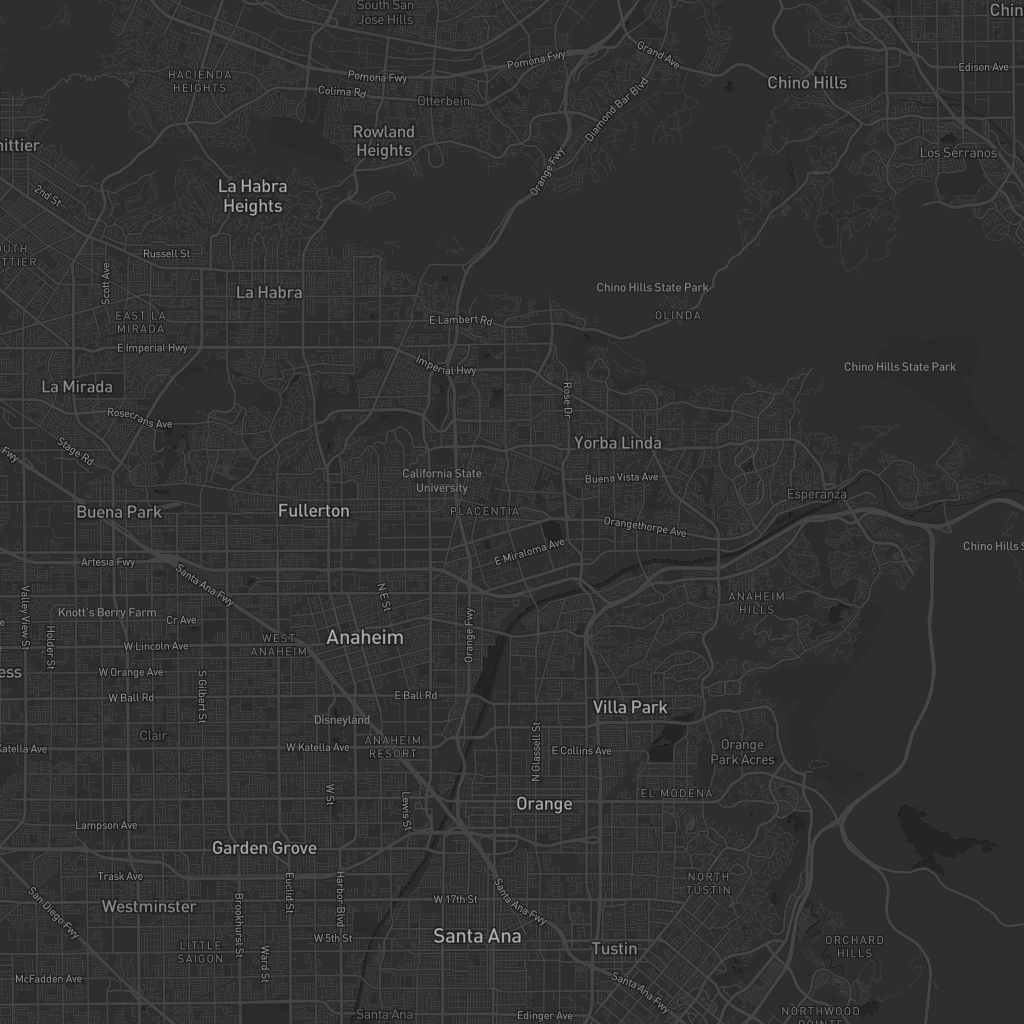 South San
Jose Hills
Chin
Grand Ave
Pomona Fwy
Edison Ave
HACIENDA
HEIGHTS
Pomona Fwy
Colima Rd
Otterbein
Diamond Bar Blvd
Chino Hills
Rowland
Heights
hittier
Los Serranos
Orange Fwy
2nd St
La Habra
Heights
OUTH
TTIER
Russell St
Scott Ave
La Habra
Chino Hills State Park
OLINDA
EAST LA
MIRADA
E Lambert Rd
E Imperial Hwy
Imperial Hwy
Chino Hills State Park
La Mirada
Rose Dr
Rosecrans Ave
Yorba Linda
Stage Rd
Fwy
California State
University
Buena Vista Ave
Esperanza
Buena Park
Fullerton
PLACENTIA
Orangethorpe Ave
E Miraloma Ave
Chino Hills S
Artesia Fwy
Santa Ana Fwy
N E St
Valley View St
ANAHEIM
HILLS
Knott's Berry Farm
Cr Ave
Holder St
Orange Fwy
WEST
ANAHEIM
Anaheim
W Lincoln Ave
ess
W Orange Ave
S Gilbert St
W Ball Rd
E Ball Rd
Villa Park
Disneyland
Clair
Katella Ave
W Katella Ave
ANAHEIM
RESORT
N Glassell St
E Collins Ave
Orange
Park Acres
W St
Lewis St
Orange
EL MODENA
Lampson Ave
Garden Grove
Trask Ave
Euclid St
Harbor Blvd
NORTH
TUSTIN
San Diego Fwy
Westminster
Brookhurst St
W 17th St
Santa Ana Fwy
W 5th St
Santa Ana
Tustin
ORCHARD
HILLS
LITTLE
SAIGON
Ward St
McFadden Ave
Santa Ana Fwy
Santa Ana
Edinger Ave
NORTHWOOD
POINTE